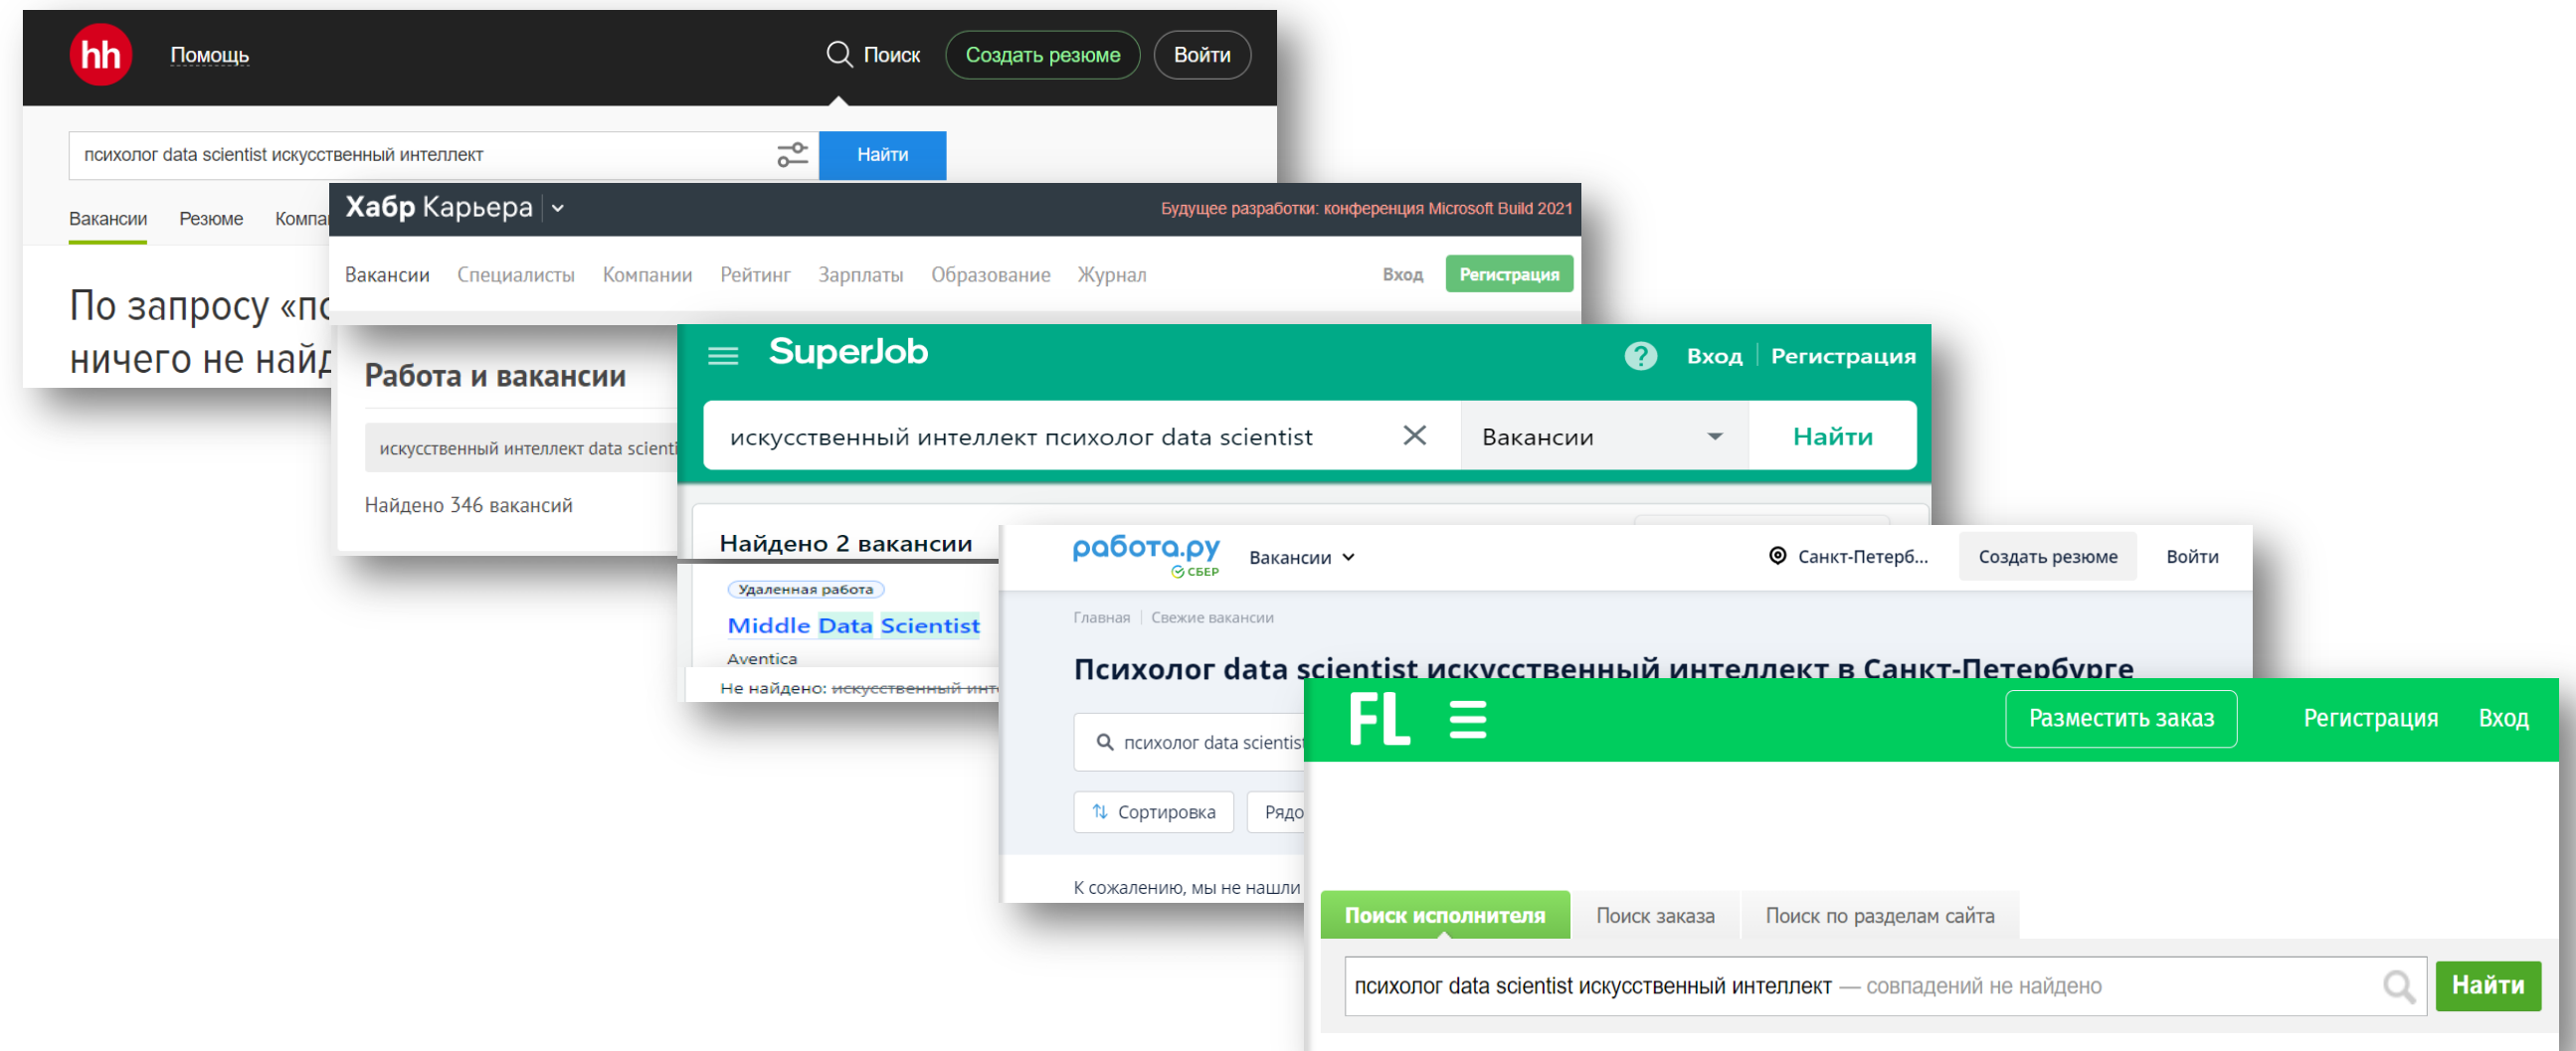 hh Помощь Поиск Создать резюме Войти
психолог data scientist искусственный интеллект Найти
Вакансии Резюме
По запросу
ничего не
Хабр Карьера Будущее разработки: конференция Microsoft Build 2021
Вакансии Специалисты Компании Рейтинг Зарплаты Образование Журнал Вход Регистрация
Работа и вакансии
искусственный интеллект data
Найдено 346 вакансий
SuperJob ? Вход Регистрация
искусственный интеллект психолог data scientist Вакансии Найти
Найдено 2 вакансии
Удаленная работа
Middle Data Scientist
Aventica
Не найдено: искусственный
работа.ру Вакансии Санкт-Петерб... Создать резюме Войти
СБЕР
Главная Свежие вакансии
Психолог data scientist искусственный интеллект в Санкт-Петербурге
психолог data scientist
Сортировка
К сожалению, мы не нашли
FL Разместить заказ Регистрация Вход
Поиск исполнителя Поиск заказа Поиск по разделам сайта
психолог data scientist искусственный интеллект — совпадений не найдено Найти